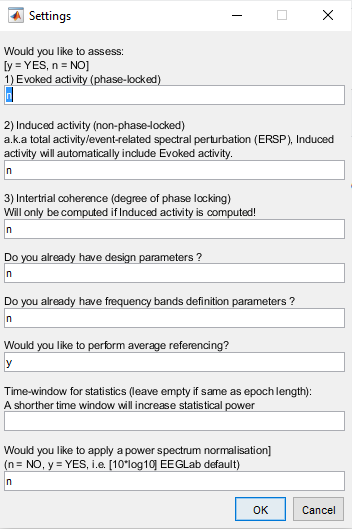 Settings
Would you like to assess:
[y = YES, n = NO]
1) Evoked activity (phase-locked)
n
2) Induced activity (non-phase-locked)
a.k.a total activity/event-related spectral perturbation (ERSP), Induced
activity will automatically include Evoked activity.
n
3) Intertrial coherence (degree of phase locking)
Will only be computed if Induced activity is computed!
n
Do you already have design parameters ?
n
Do you already have frequency bands definition parameters ?
n
Would you like to perform average referencing?
y
Time-window for statistics (leave empty if same as epoch length):
A shorther time window will increase statistical power
Would you like to apply a power spectrum normalisation]
(n = NO, y = YES, i.e. [10*log10] EEGLab default)
n
OK Cancel